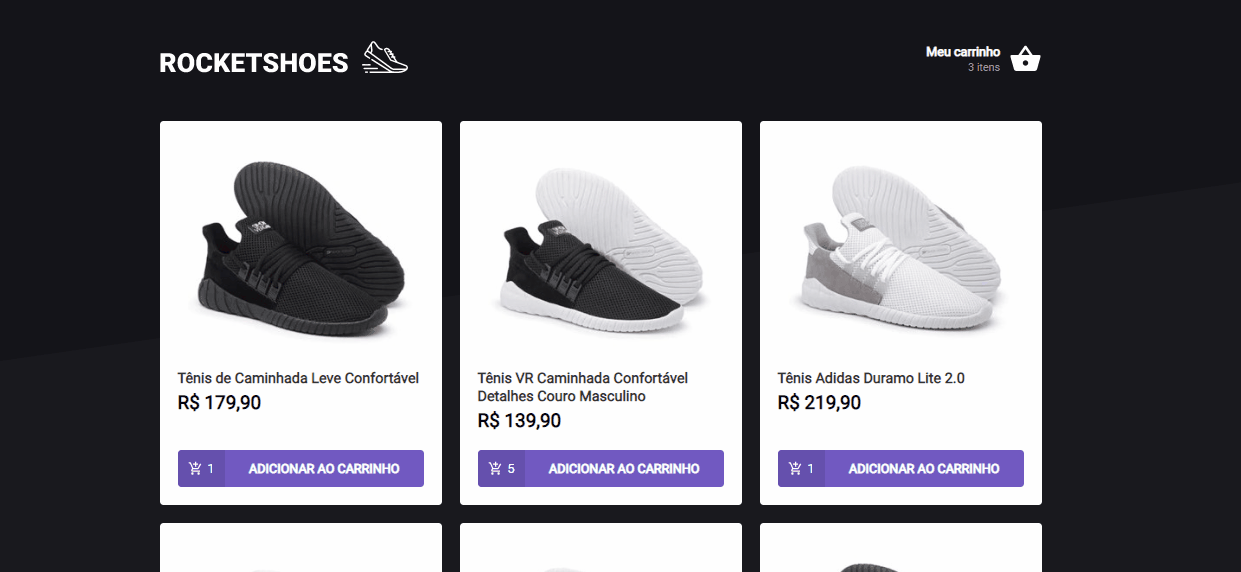 ROCKETSHOES
Meu carrinho
3 itens
Tênis de Caminhada Leve Confortável
R$ 179,90
1 ADICIONAR AO CARRINHO
Tênis VR Caminhada Confortável
Detalhes Couro Masculino
R$ 139,90
5 ADICIONAR AO CARRINHO
Tênis Adidas Duramo Lite 2.0
R$ 219,90
1 ADICIONAR AO CARRINHO